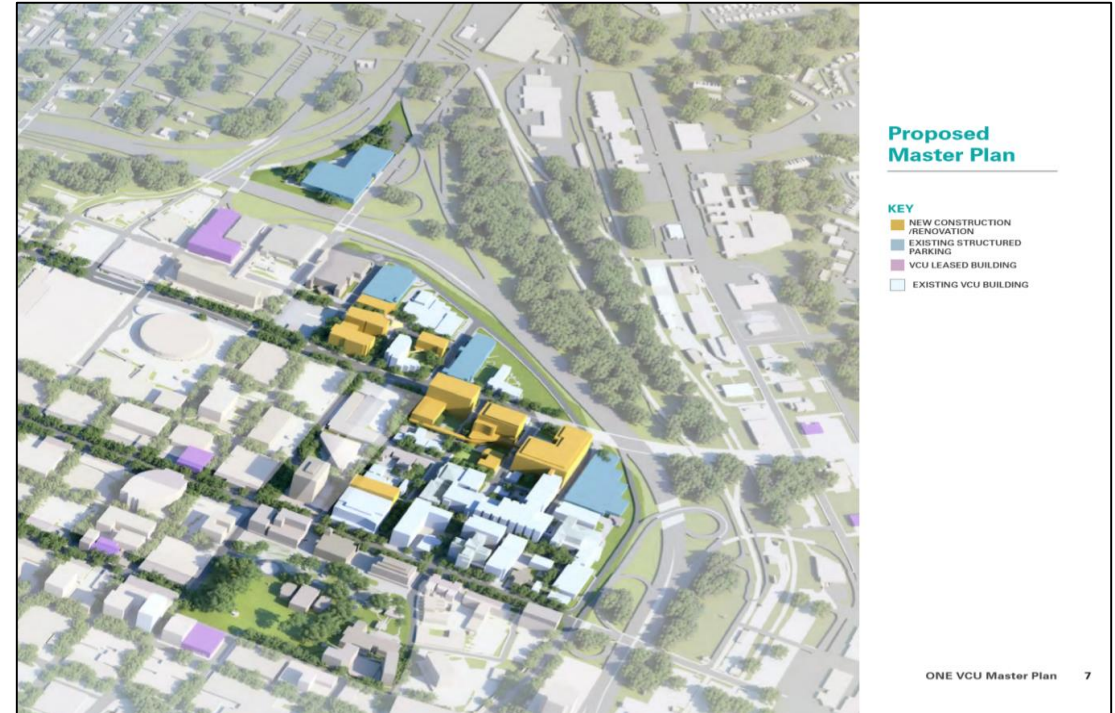 Proposed
Master Plan
KEY
NEW CONSTRUCTION
/RENOVATION
EXISTING STRUCTURED
PARKING
VCU LEASED BUILDING
EXISTING VCU BUILDING
ONE VCU Master Plan 7